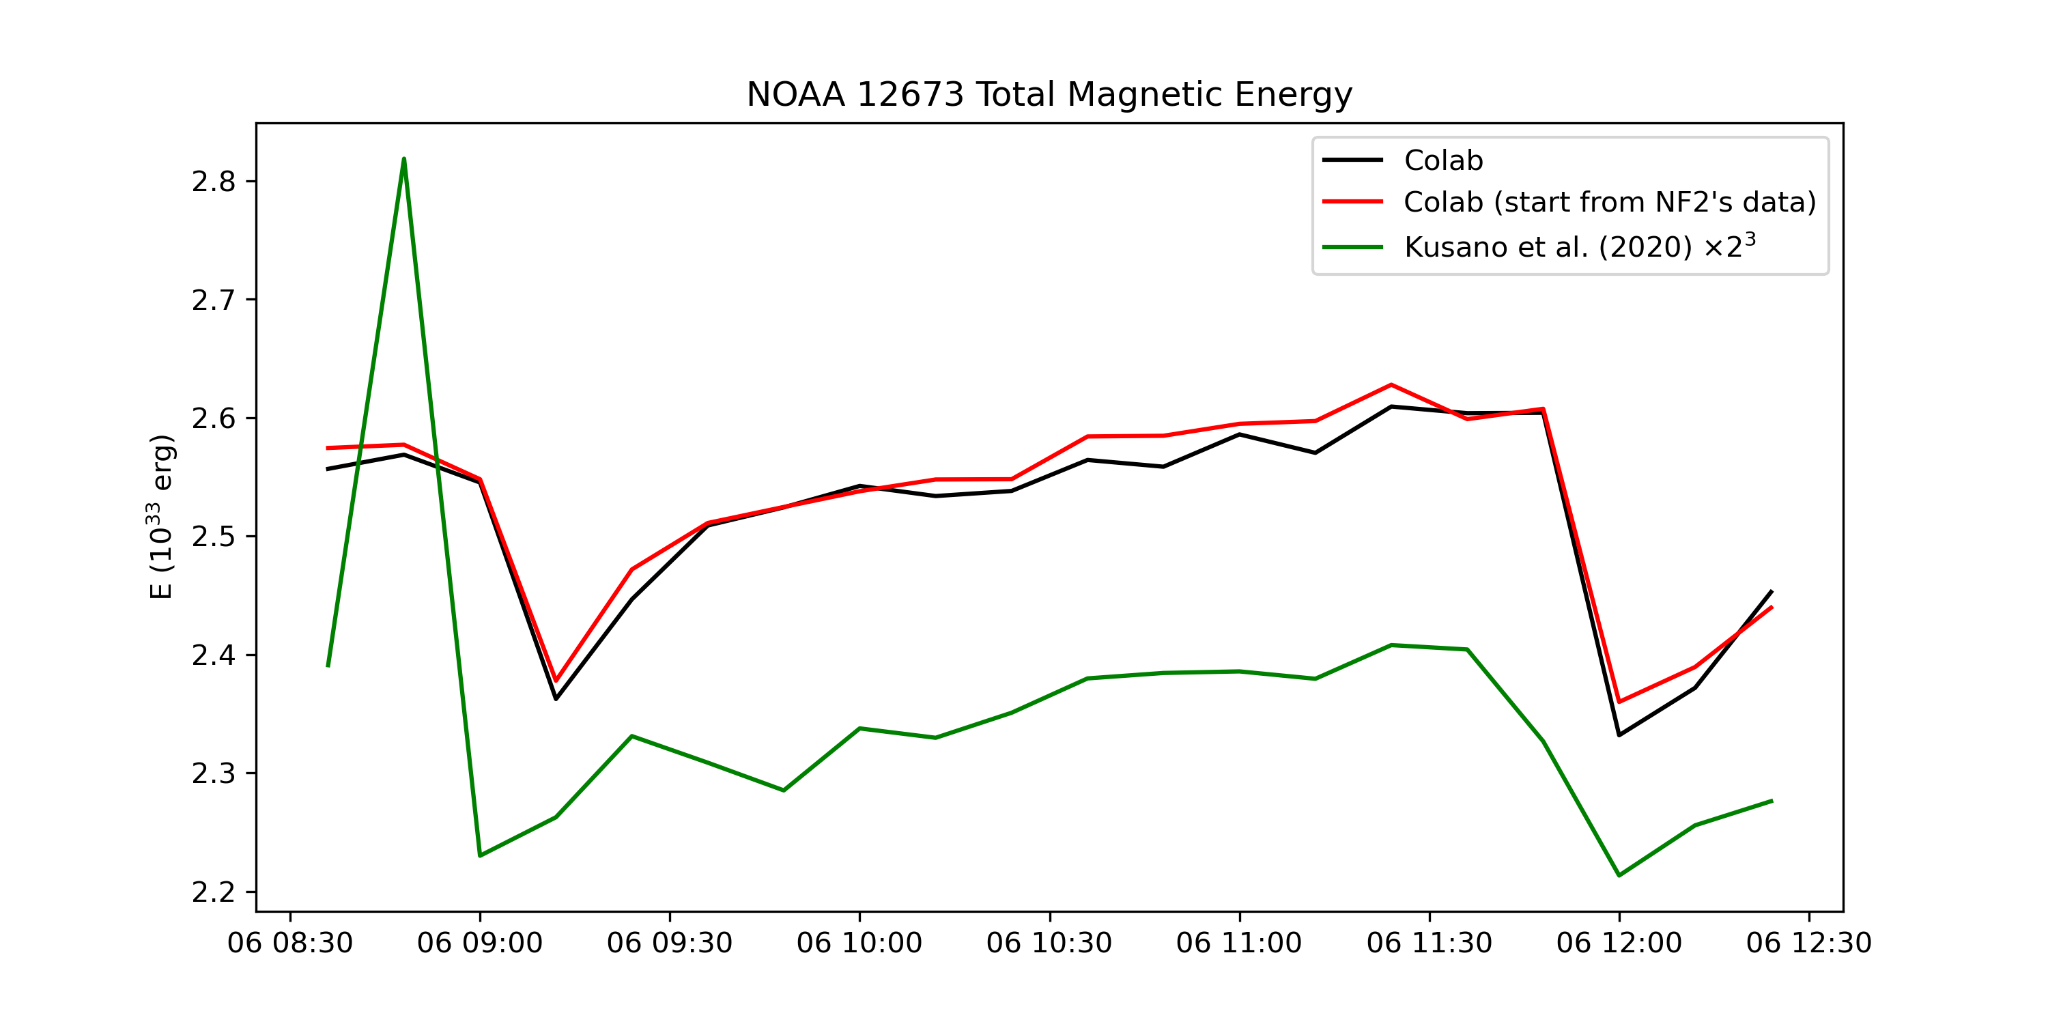 NOAA 12673 Total Magnetic Energy
Colab
Colab (start from NF2's data)
Kusano et al. (2020) ×2³
E (10³³ erg)
2.8
2.7
2.6
2.5
2.4
2.3
2.2
06 08:30 06 09:00 06 09:30 06 10:00 06 10:30 06 11:00 06 11:30 06 12:00 06 12:30